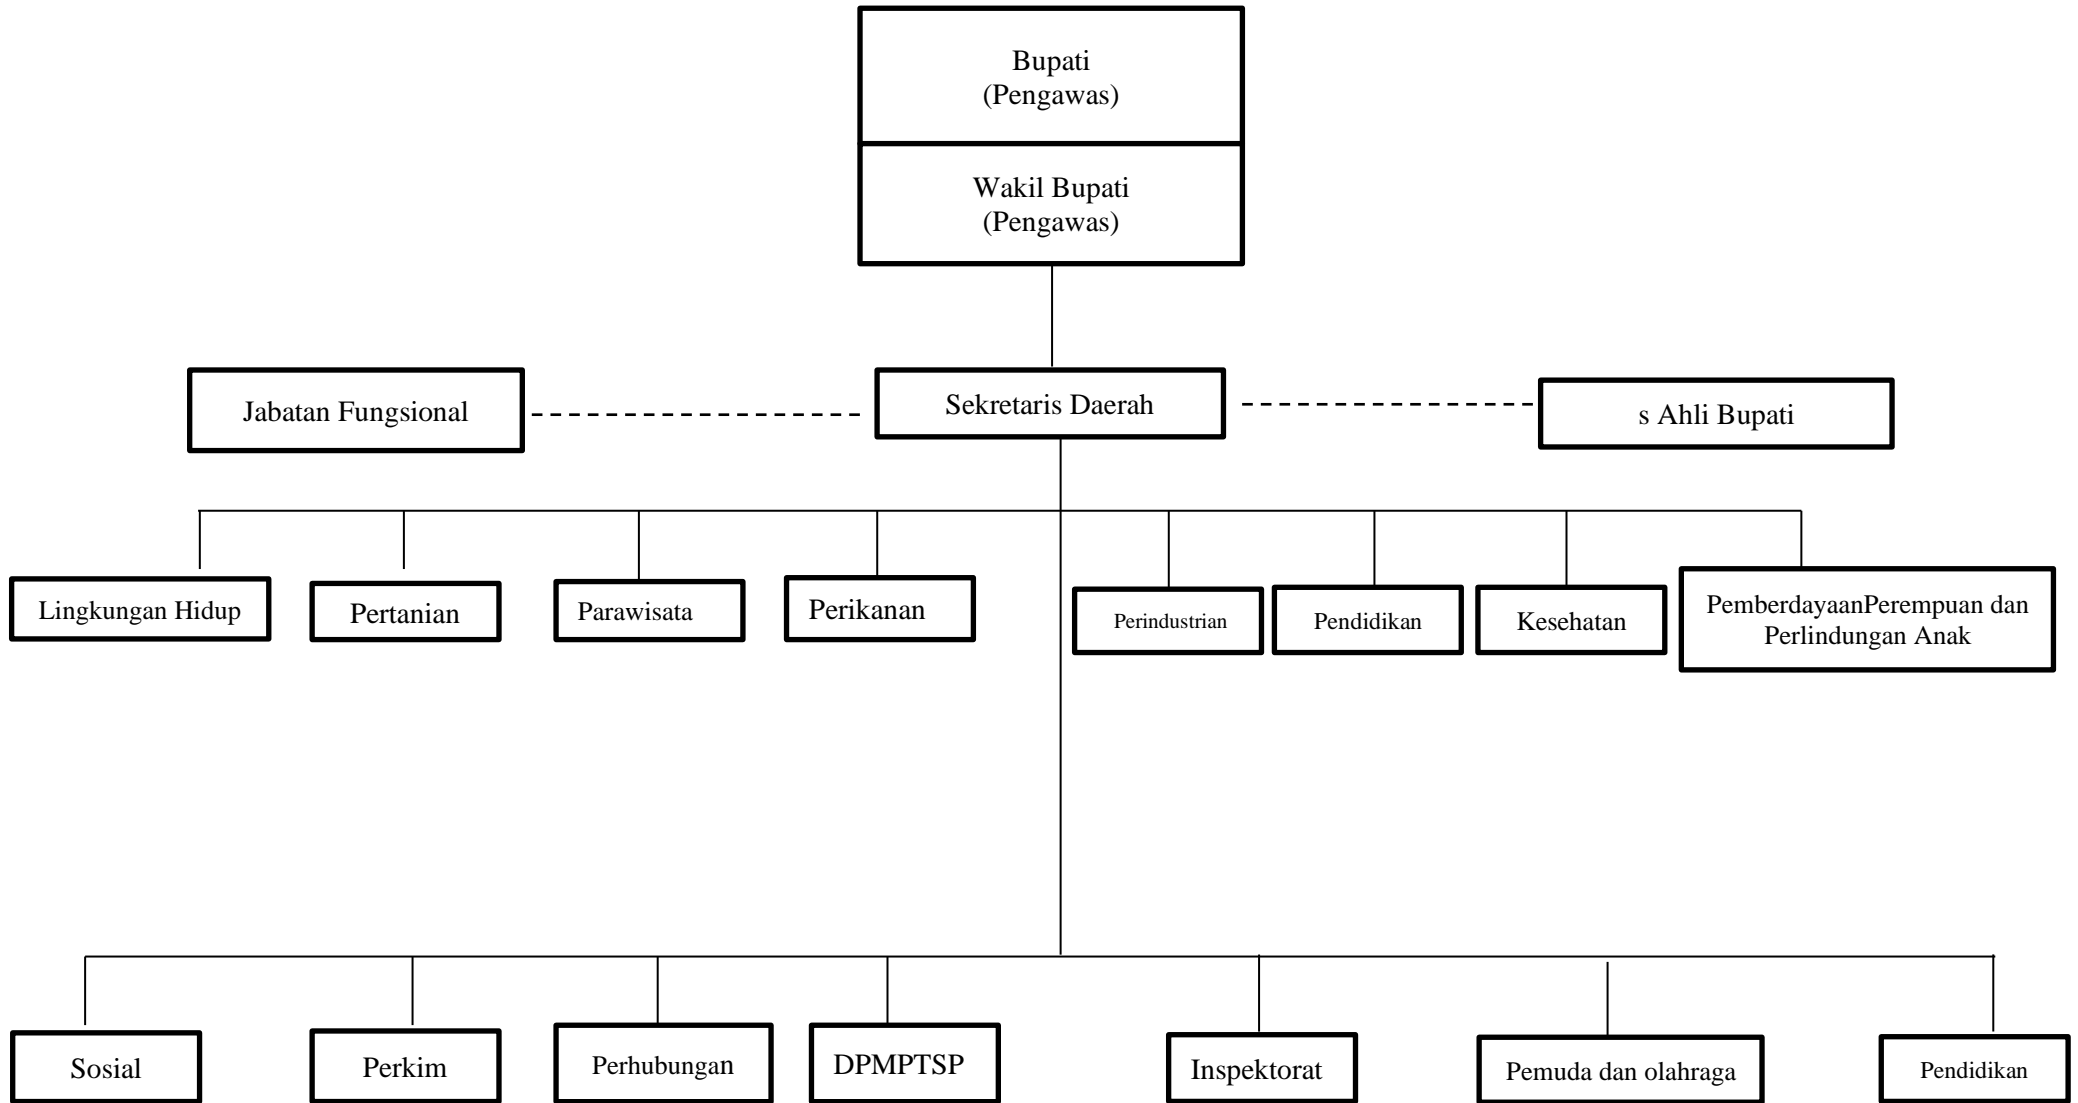 Bupati
(Pengawas)
Wakil Bupati
(Pengawas)
Jabatan Fungsional
Sekretaris Daerah
s Ahli Bupati
Lingkungan Hidup
Pertanian
Parawisata
Perikanan
Perindustrian
Pendidikan
Kesehatan
PemberdayaanPerempuan dan
Perlindungan Anak
Sosial
Perkim
Perhubungan
DPMPTSP
Inspektorat
Pemuda dan olahraga
Pendidikan